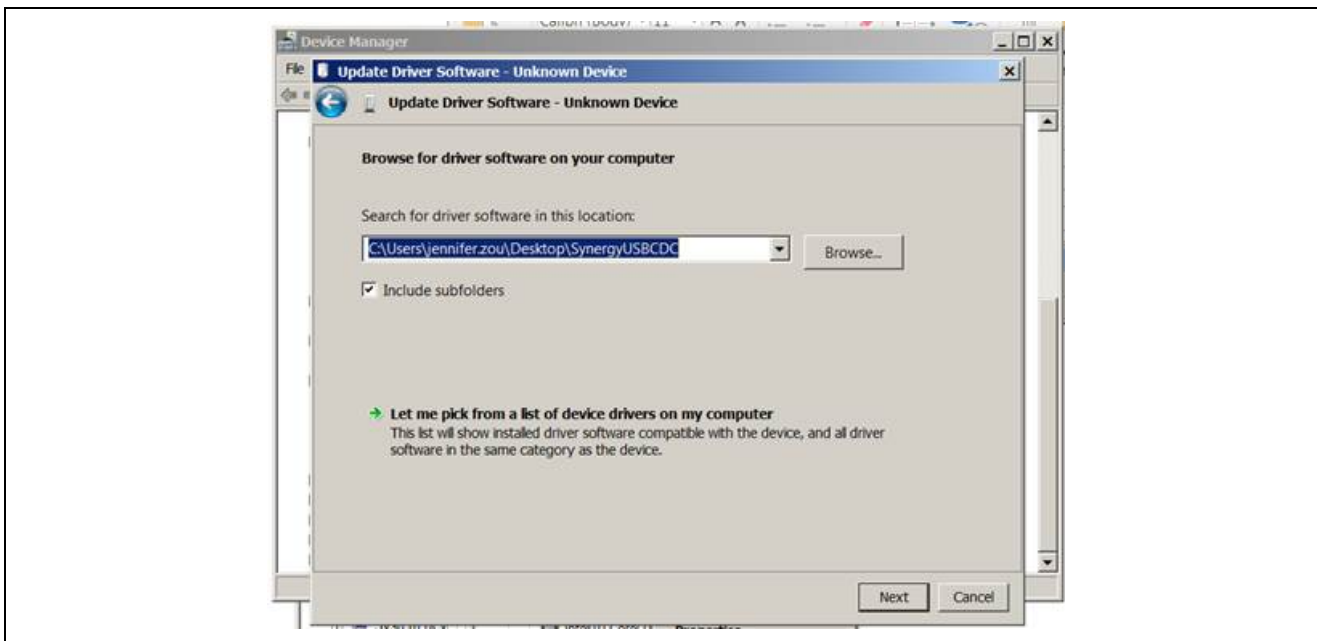 Device Manager
File
Update Driver Software - Unknown Device
Update Driver Software - Unknown Device
Browse for driver software on your computer
Search for driver software in this location:
C:\Users\jennifer.zou\Desktop\SynergyUSBCDC
Browse...
Include subfolders
Let me pick from a list of device drivers on my computer
This list will show installed driver software compatible with the device, and all driver
software in the same category as the device.
Next Cancel